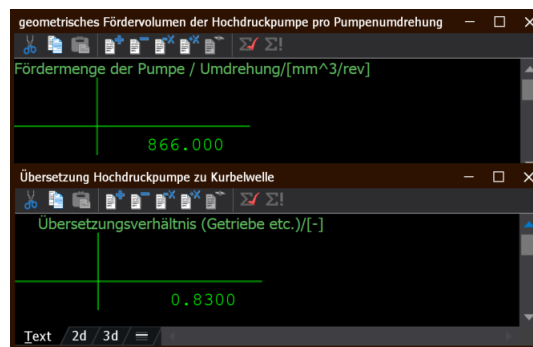 geometrisches Fördervolumen der Hochdruckpumpe pro Pumpenumdrehung
Fördermenge der Pumpe / Umdrehung/[mm^3/rev]
866.000
Übersetzung Hochdruckpumpe zu Kurbelwelle
Übersetzungsverhältnis (Getriebe etc.)/[-]
0.8300
Text 2d 3d